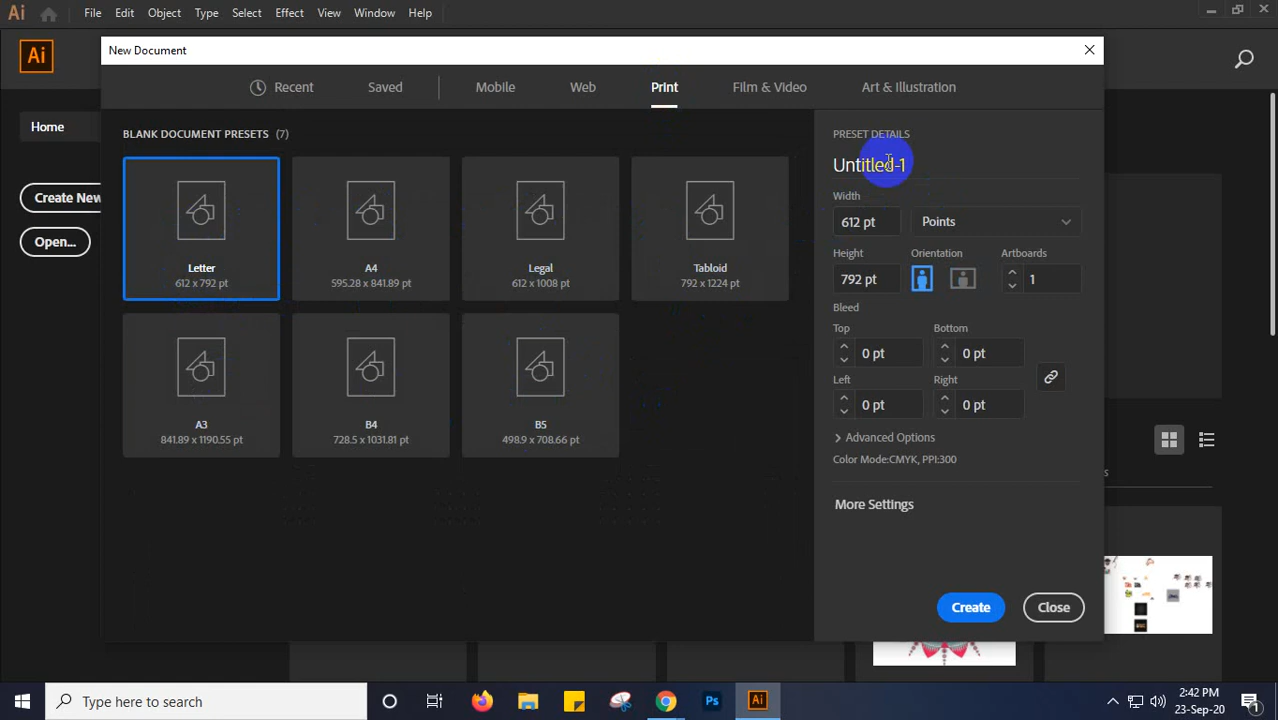 Ai File Edit Object Type Select Effect View Window Help
New Document
Ai
Recent Saved Mobile Web Print Film & Video Art & Illustration
Home
Create New
Open...
BLANK DOCUMENT PRESETS (7)
Letter
612 x 792 pt
A4
595.28 x 841.89 pt
Legal
612 x 1008 pt
Tabloid
792 x 1224 pt
A3
841.89 x 1190.55 pt
B4
728.5 x 1031.81 pt
B5
498.9 x 708.66 pt
PRESET DETAILS
Untitled-1
Width
612 pt Points
Height Orientation Artboards
792 pt 1
Bleed
Top Bottom
0 pt 0 pt
Left Right
0 pt 0 pt
Advanced Options
Color Mode:CMYK, PPI:300
More Settings
Create Close
Type here to search
Ps Ai
2:42 PM
23-Sep-20
1